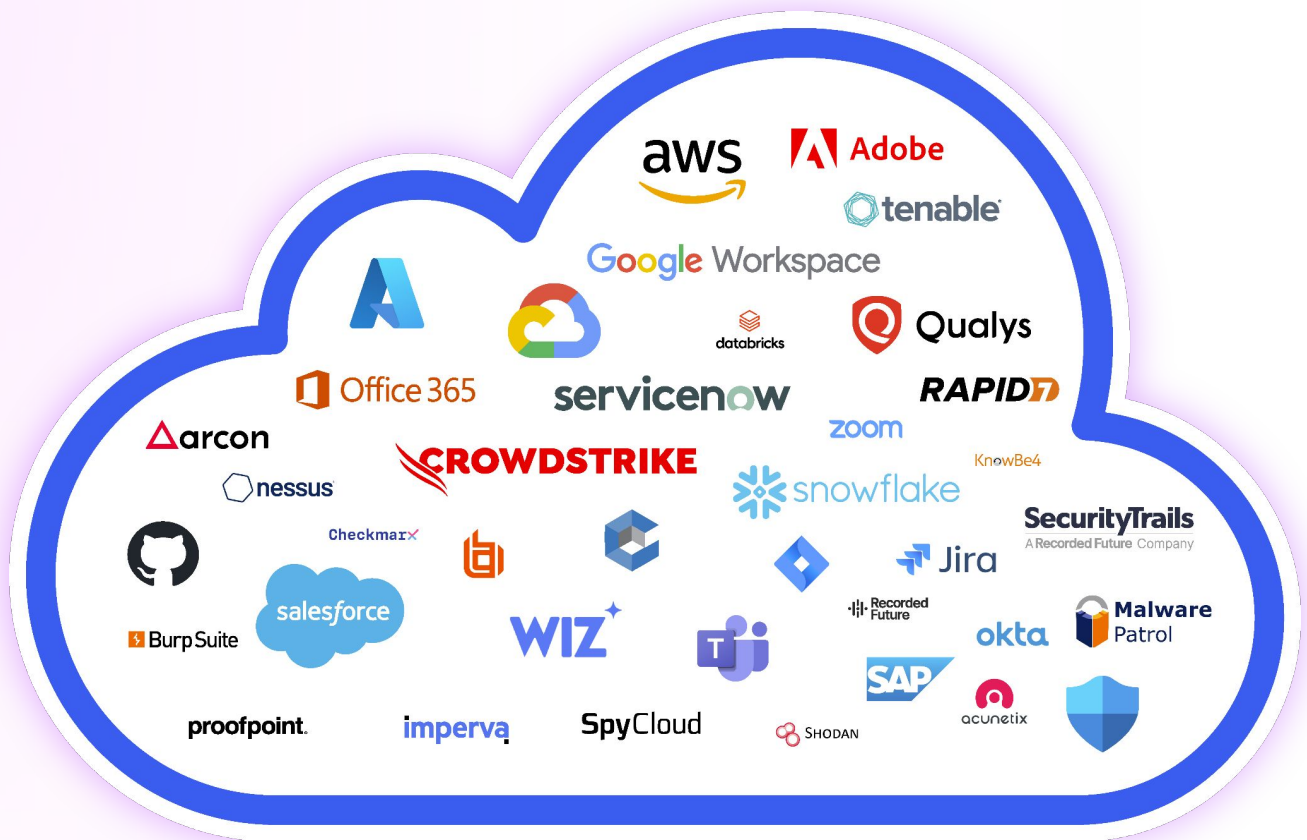 aws
Adobe
tenable
Google Workspace
databricks
Qualys
Office 365
servicenow
RAPID7
arcon
zoom
CROWDSTRIKE
KnowBe4
nessus
snowflake
SecurityTrails
A Recorded Future Company
Checkmarx
Jira
salesforce
Recorded
Future
Malware
Patrol
BurpSuite
WIZ
T
okta
SAP
acunetix
proofpoint.
imperva
SpyCloud
SHODAN